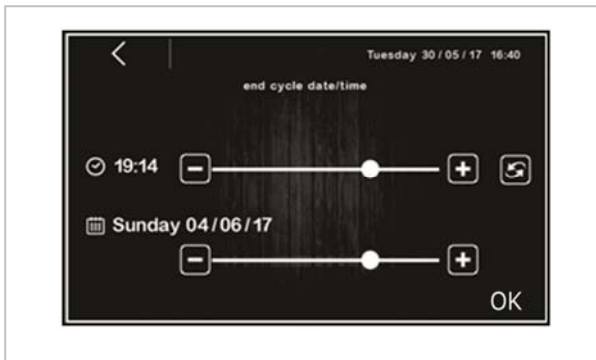 Tuesday 30 / 05 / 17 16:40
end cycle date/time
19:14
Sunday 04 / 06 / 17
OK